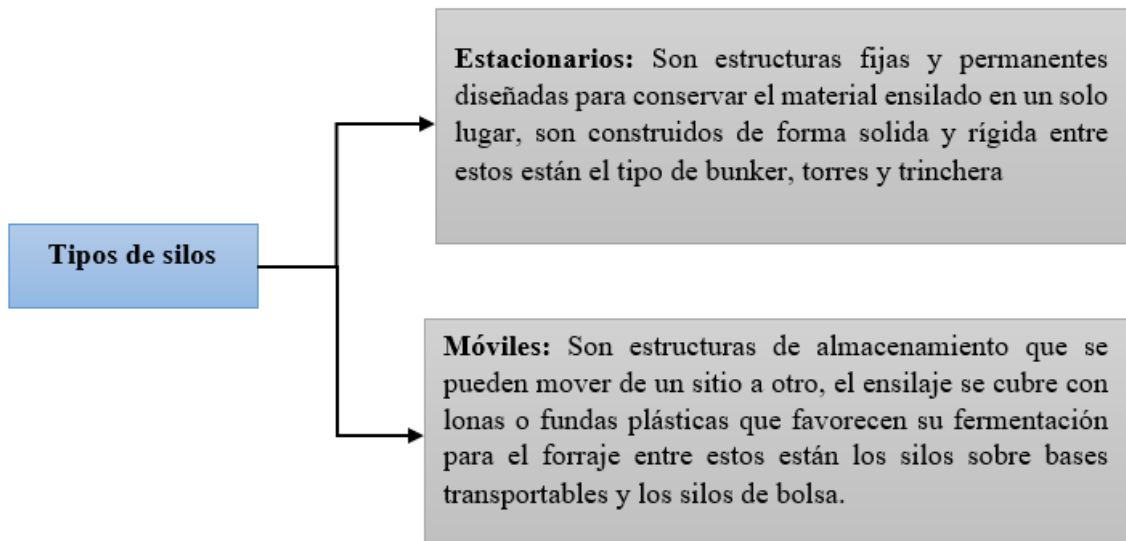 Estacionarios: Son estructuras fijas y permanentes
diseñadas para conservar el material ensilado en un solo
lugar, son construidos de forma solida y rígida entre
estos están el tipo de bunker, torres y trinchera
Tipos de silos
Móviles: Son estructuras de almacenamiento que se
pueden mover de un sitio a otro, el ensilaje se cubre con
lonas o fundas plásticas que favorecen su fermentación
para el forraje entre estos están los silos sobre bases
transportables y los silos de bolsa.